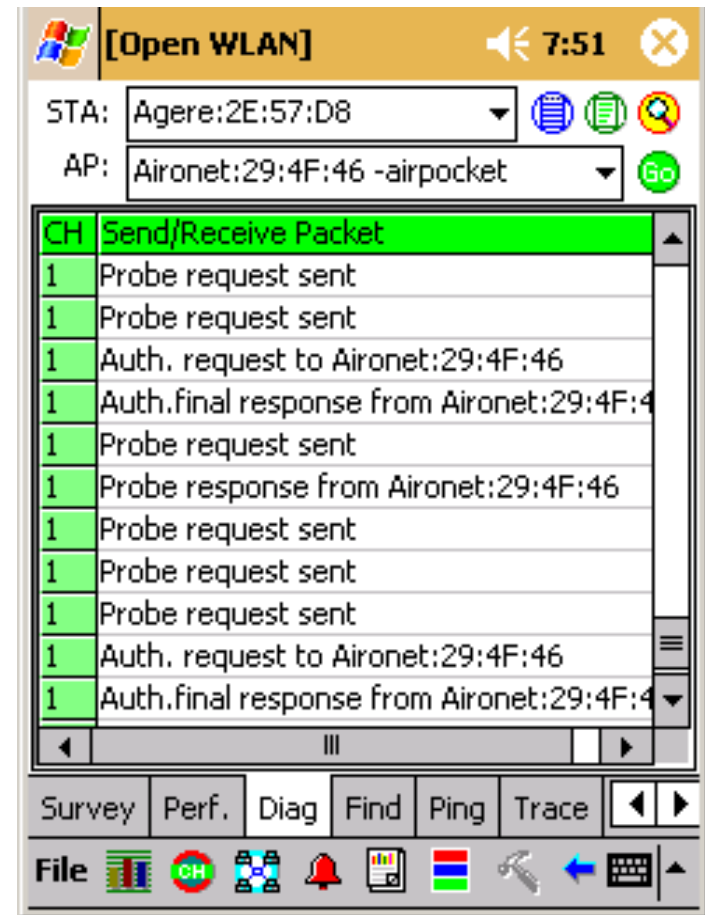 [Open WLAN] 7:51
STA: Agere:2E:57:D8
AP: Aironet:29:4F:46 -airpocket Go
CH Send/Receive Packet
1 Probe request sent
1 Probe request sent
1 Auth. request to Aironet:29:4F:46
1 Auth.final response from Aironet:29:4F:4
1 Probe request sent
1 Probe response from Aironet:29:4F:46
1 Probe request sent
1 Probe request sent
1 Probe request sent
1 Auth. request to Aironet:29:4F:46
1 Auth.final response from Aironet:29:4F:4
Survey Perf. Diag Find Ping Trace
File CH